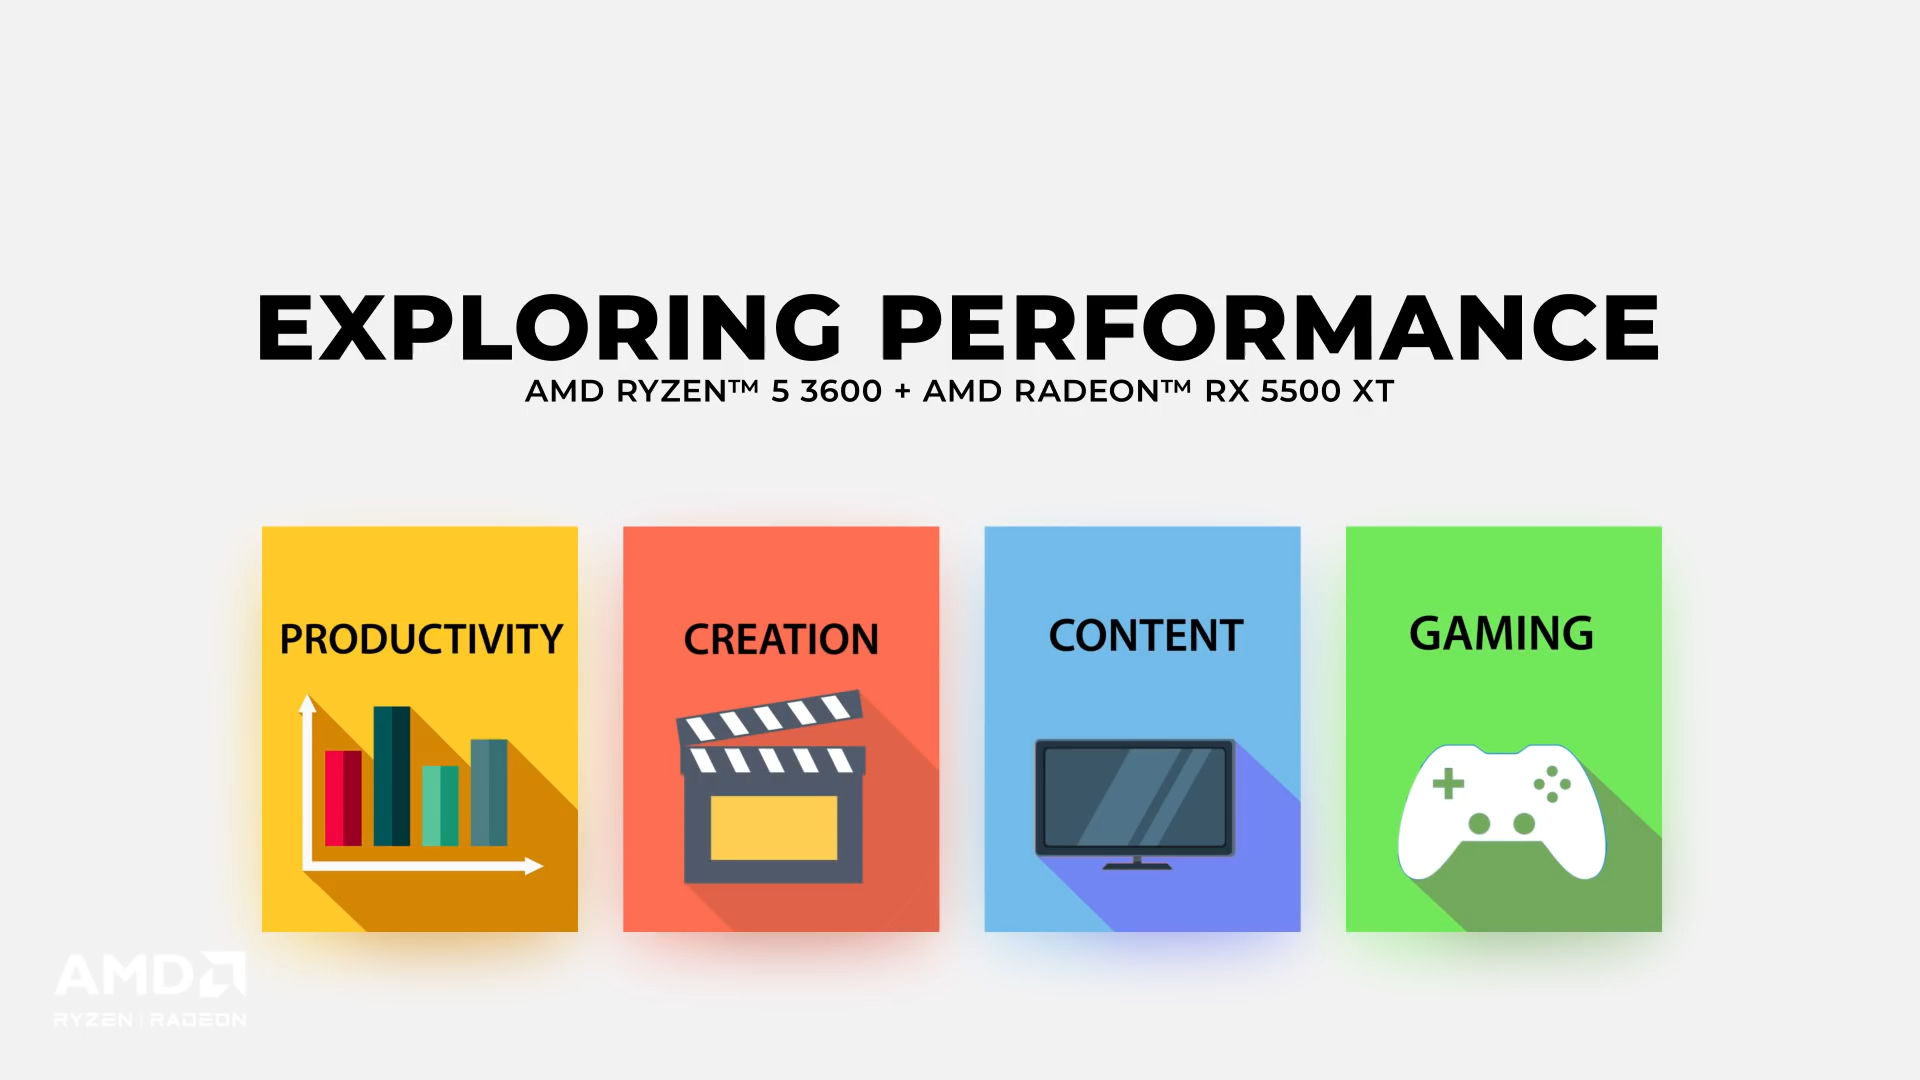 EXPLORING PERFORMANCE
AMD RYZEN™ 5 3600 + AMD RADEON™ RX 5500 XT
PRODUCTIVITY
CREATION
CONTENT
GAMING
AMD
RYZEN | RADEON